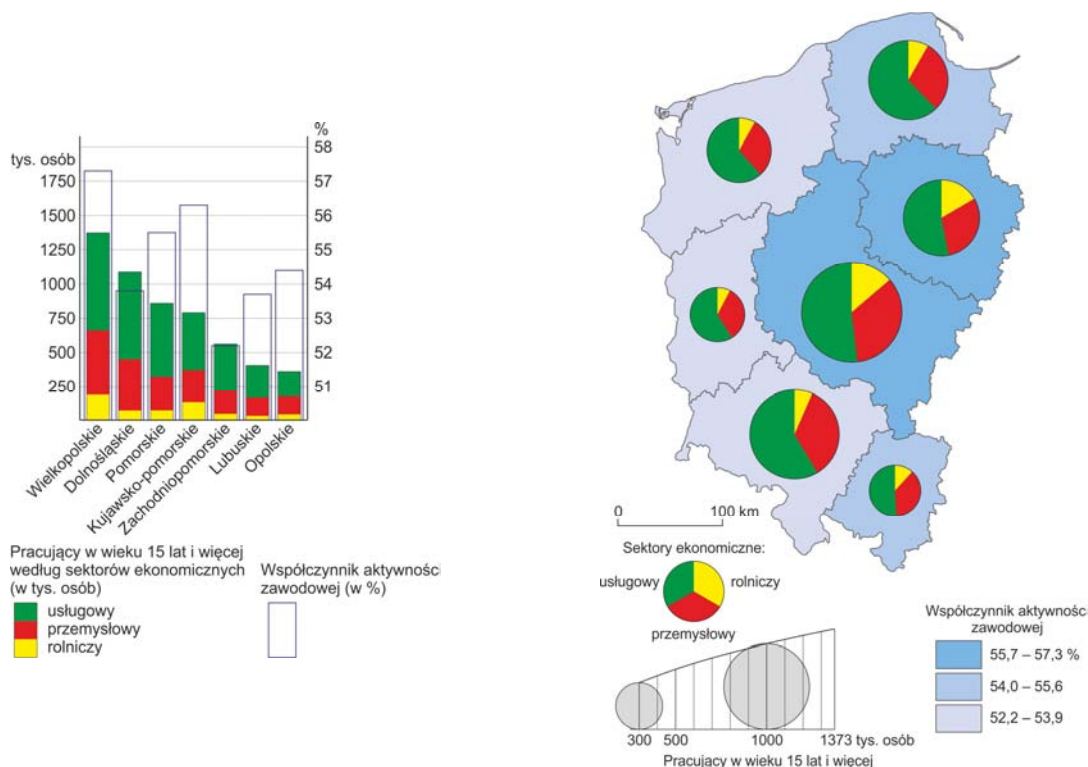 tys. osób
%
58
57
56
55
54
53
52
51
1750
1500
1250
1000
750
500
250
Wielkopolskie
Dolnośląskie
Pomorskie
Kujawsko-pomorskie
Zachodniopomorskie
Lubuskie
Opolskie
Pracujący w wieku 15 lat i więcej
według sektorów ekonomicznych
(w tys. osób)
usługowy
przemysłowy
rolniczy
Współczynnik aktywności
zawodowej (w %)
0 100 km
Sektory ekonomiczne:
usługowy rolniczy
przemysłowy
300 500 1000 1373 tys. osób
Pracujący w wieku 15 lat i więcej
Współczynnik aktywności
zawodowej
55,7 – 57,3 %
54,0 – 55,6
52,2 – 53,9